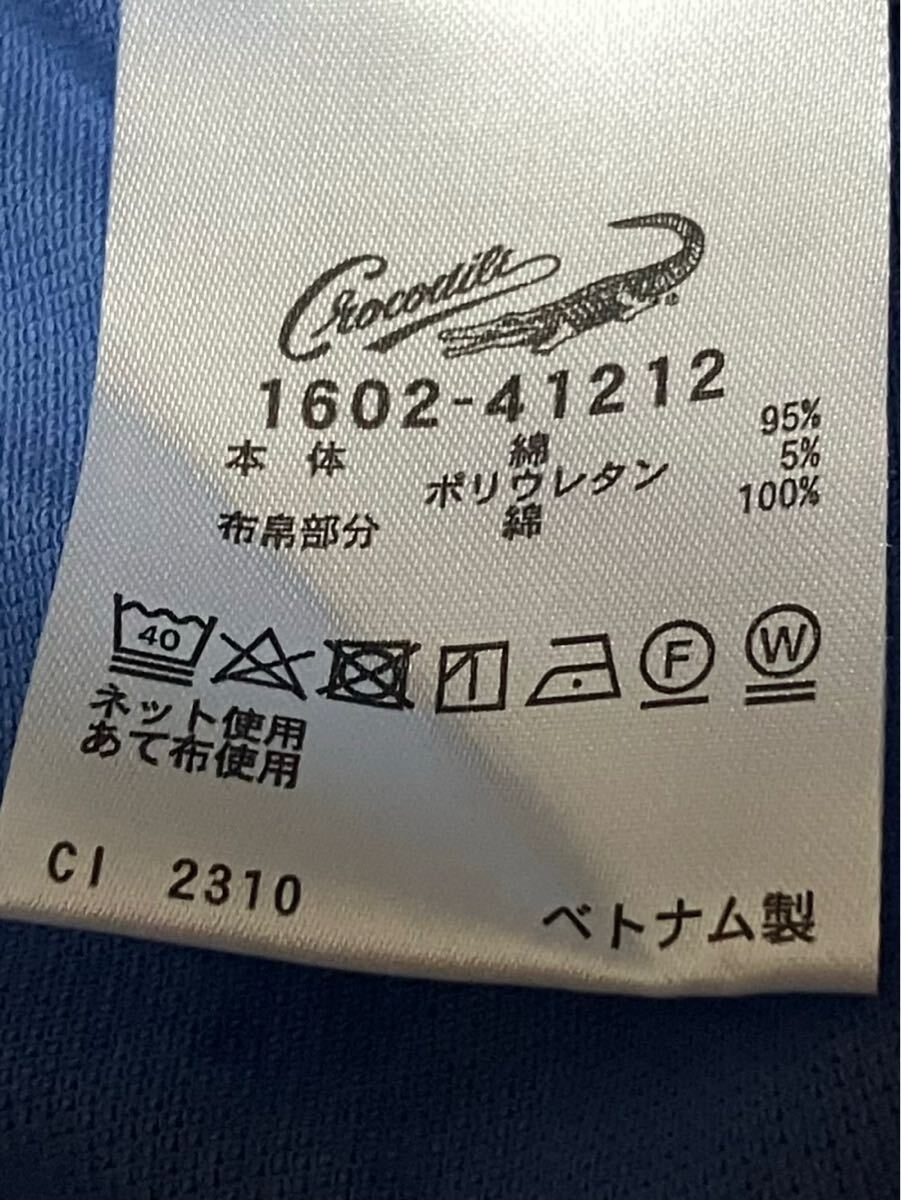 Crocodile
®
1602-41212
本体 綿 95%
ポリウレタン 5%
布帛部分 綿 100%
40 F W
ネット使用
あて布使用
CI 2310
ベトナム製